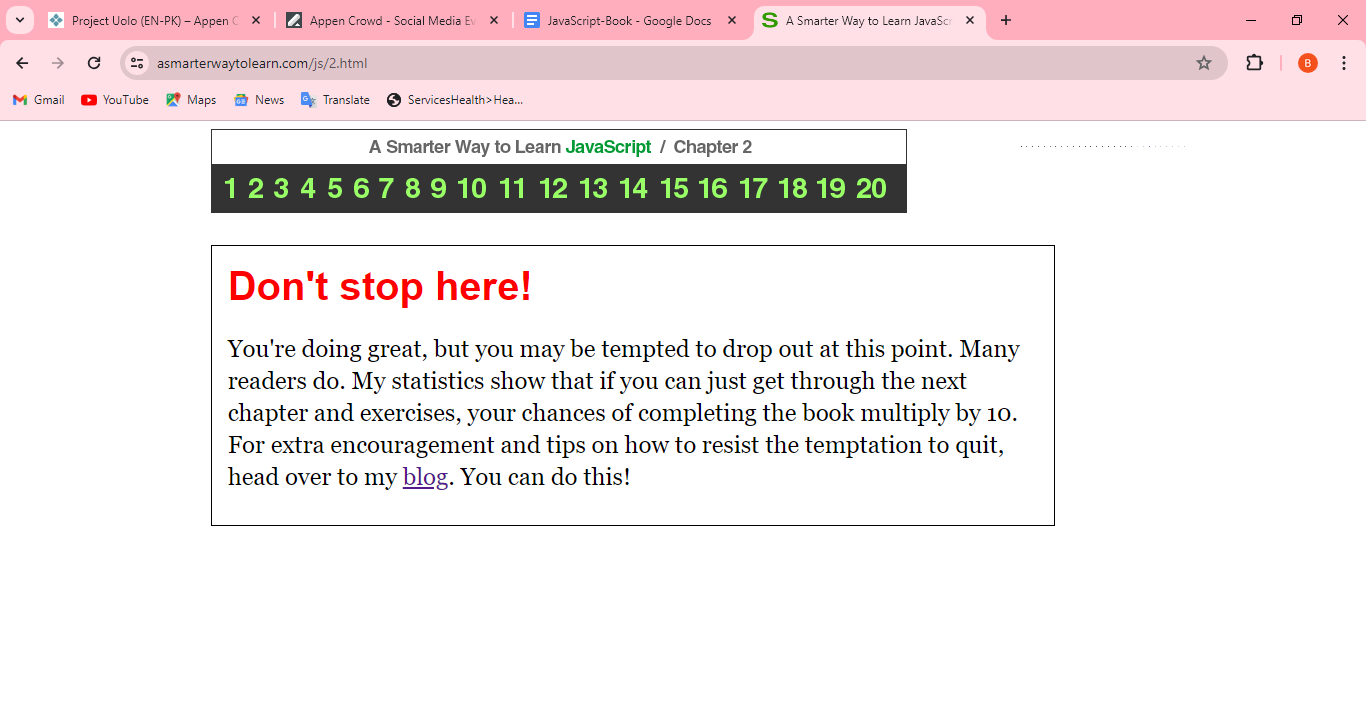 Project Uolo (EN-PK) – Appen
Appen Crowd - Social Media
JavaScript-Book - Google Docs
A Smarter Way to Learn
asmarterwaytolearn.com/js/2.html
B
Gmail YouTube Maps News Translate ServicesHealth>Hea...
A Smarter Way to Learn JavaScript / Chapter 2
1 2 3 4 5 6 7 8 9 10 11 12 13 14 15 16 17 18 19 20
Don't stop here!
You're doing great, but you may be tempted to drop out at this point. Many
readers do. My statistics show that if you can just get through the next
chapter and exercises, your chances of completing the book multiply by 10.
For extra encouragement and tips on how to resist the temptation to quit,
head over to my blog. You can do this!